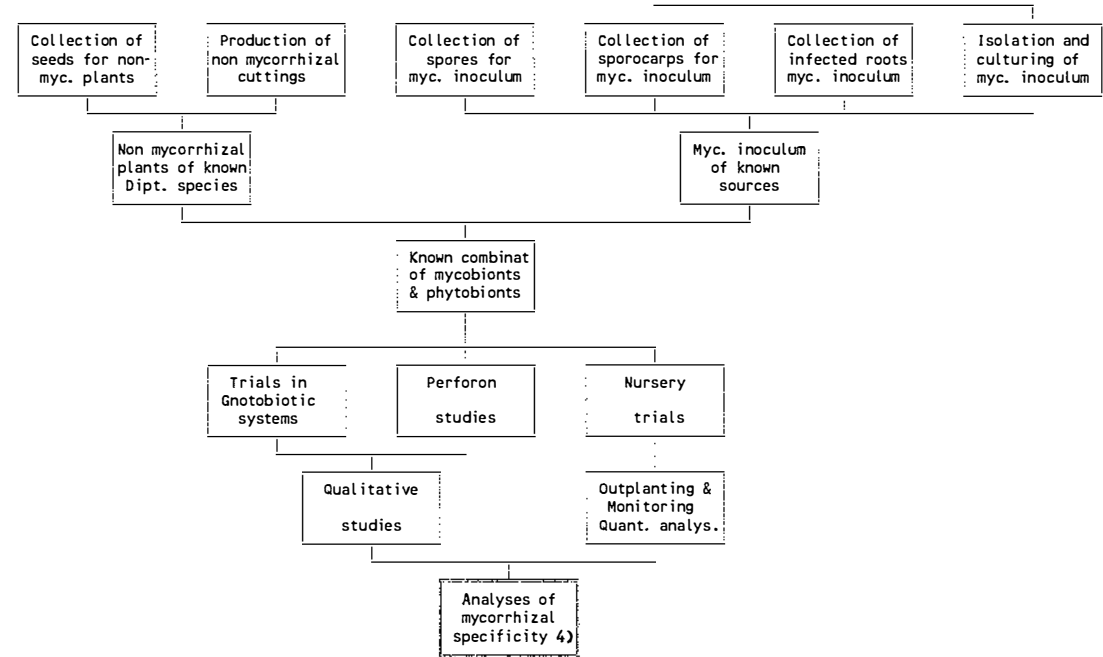 Collection of
seeds for non-
myc. plants
Production of
non mycorrhizal
cuttings
Collection of
spores for
myc. inoculum
Collection of
sporocarps for
myc. inoculum
Collection of
infected roots
myc. inoculum
Isolation and
culturing of
myc. inoculum
Non mycorrhizal
plants of known
Dipt. species
Myc. inoculum
of known
sources
Known combinat
of mycobionts
& phytobionts
Trials in
Gnotobiotic
systems
Perforon
studies
Nursery
trials
Qualitative
studies
Outplanting &
Monitoring
Quant. analys.
Analyses of
mycorrhizal
specificity 4)